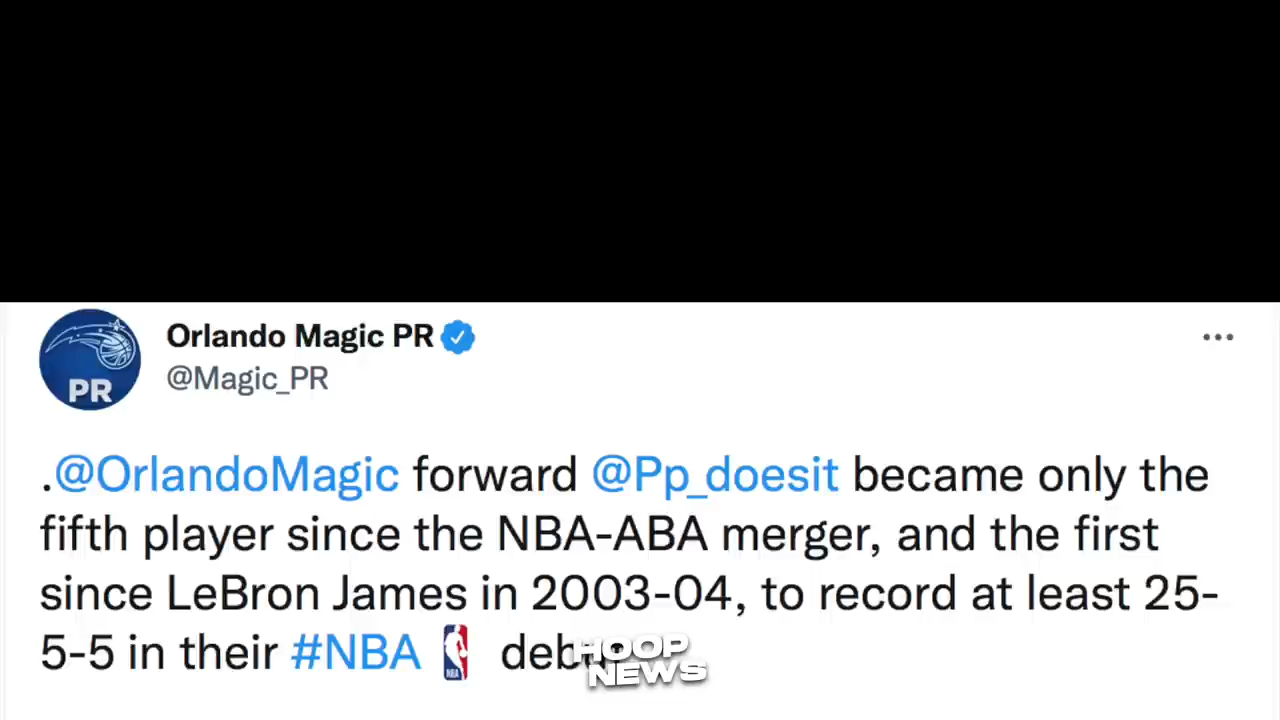 Orlando Magic PR
@Magic_PR
PR
.@OrlandoMagic forward @Pp_doesit became only the
fifth player since the NBA-ABA merger, and the first
since LeBron James in 2003-04, to record at least 25-
5-5 in their #NBA debut
HOOP
NEWS